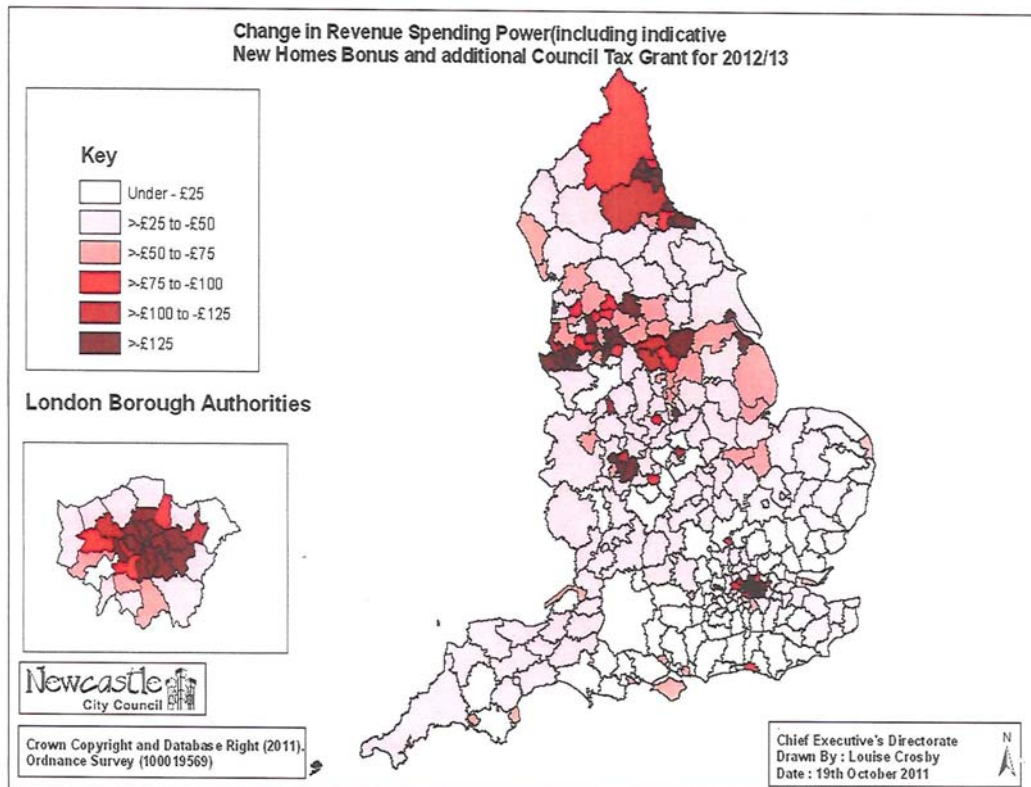 Change in Revenue Spending Power(including indicative
New Homes Bonus and additional Council Tax Grant for 2012/13
Key
Under - £25
>-£25 to -£50
>-£50 to -£75
>-£75 to -£100
>-£100 to -£125
>-£125
London Borough Authorities
Newcastle
City Council
Crown Copyright and Database Right (2011).
Ordnance Survey (100019569)
Chief Executive's Directorate
Drawn By : Louise Crosby
Date : 19th October 2011
N